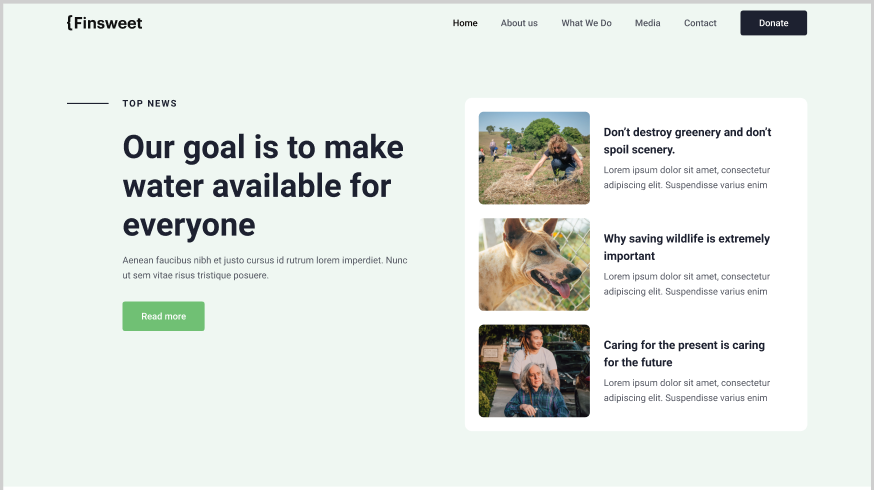 {Finsweet
Home
About us
What We Do
Media
Contact
Donate
TOP NEWS
Our goal is to make
water available for
everyone
Aenean faucibus nibh et justo cursus id rutrum lorem imperdiet. Nunc
ut sem vitae risus tristique posuere.
Read more
Don't destroy greenery and don't
spoil scenery.
Lorem ipsum dolor sit amet, consectetur
adipiscing elit. Suspendisse varius enim
Why saving wildlife is extremely
important
Lorem ipsum dolor sit amet, consectetur
adipiscing elit. Suspendisse varius enim
Caring for the present is caring
for the future
Lorem ipsum dolor sit amet, consectetur
adipiscing elit. Suspendisse varius enim